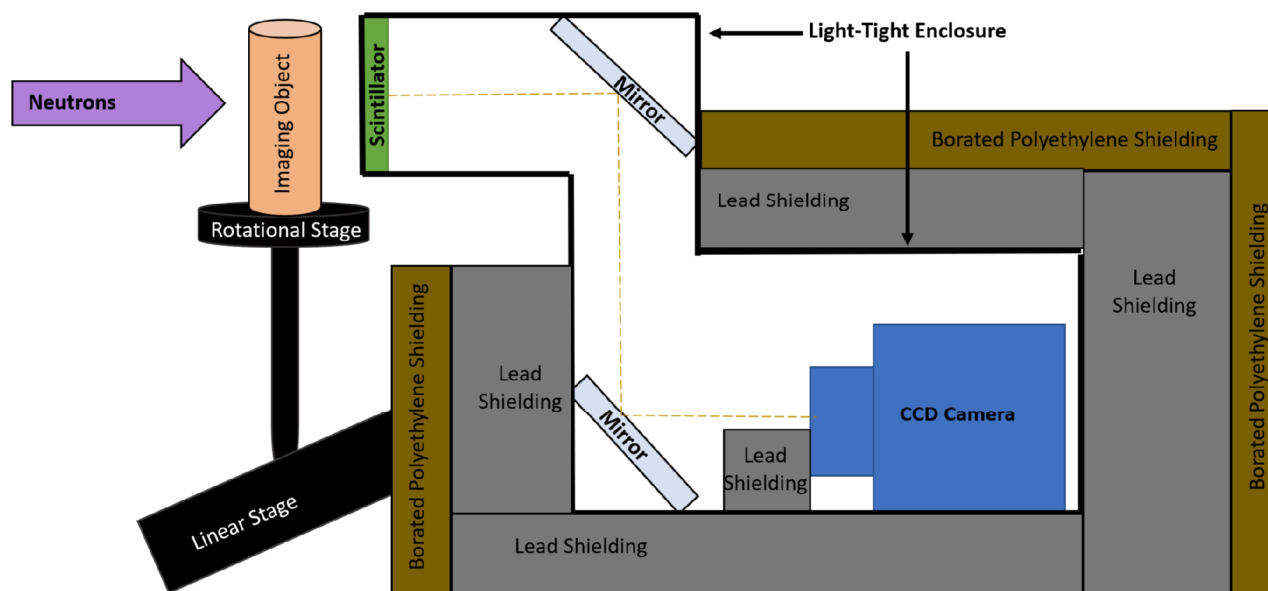 Light-Tight Enclosure
Neutrons
Imaging Object
Scintillator
Mirror
Borated Polyethylene Shielding
Lead Shielding
Rotational Stage
Lead
Shielding
Borated Polyethylene Shielding
Borated Polyethylene Shielding
Lead
Shielding
Mirror
CCD Camera
Lead
Shielding
Linear Stage
Lead Shielding